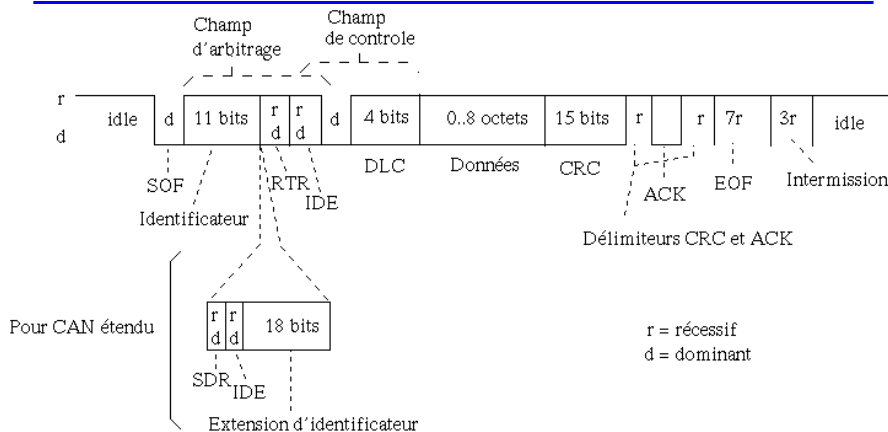 Champ
d'arbitrage
Champ
de controle
r
d
idle
d
11 bits
r
d
r
d
d
4 bits
0..8 octets
15 bits
r
r
7r
3r
idle
SOF
Identificateur
RTR
IDE
DLC
Données
CRC
ACK
EOF
Intermission
Délimiteurs CRC et ACK
Pour CAN étendu
r
d
r
d
18 bits
SDR
IDE
Extension d'identificateur
r = récessif
d = dominant